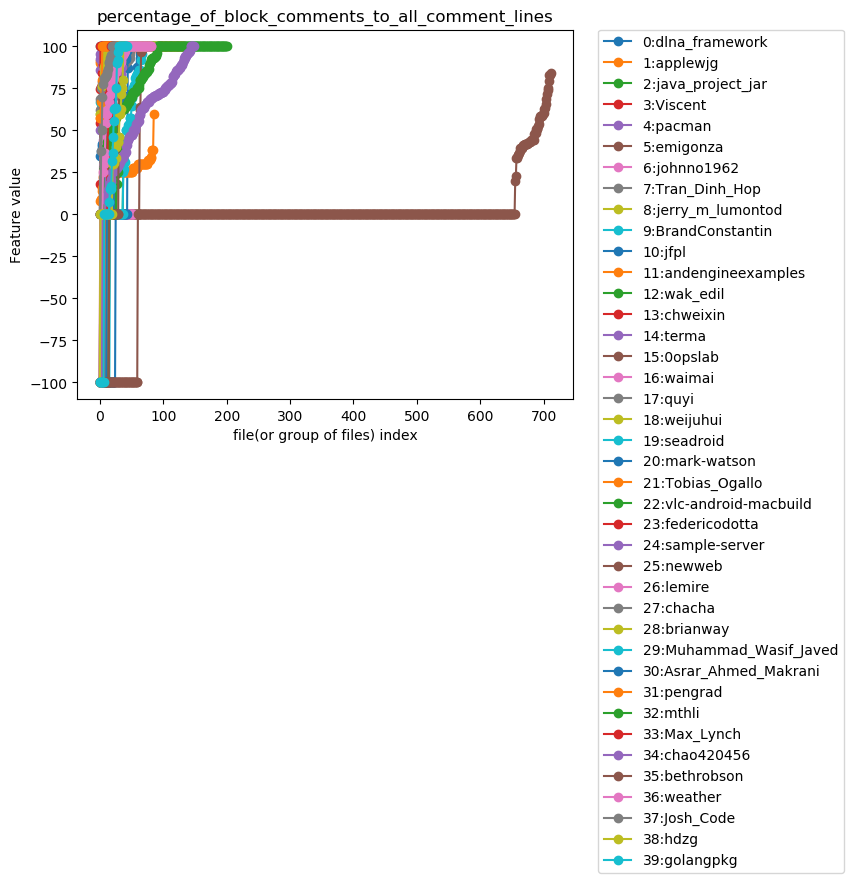 percentage_of_block_comments_to_all_comment_lines
100
75
50
25
0
−25
−50
−75
−100
Feature value
0
100
200
300
400
500
600
700
file(or group of files) index
0:dlna_framework
1:applewjg
2:java_project_jar
3:Viscent
4:pacman
5:emigonza
6:johnno1962
7:Tran_Dinh_Hop
8:jerry_m_lumontod
9:BrandConstantin
10:jfpl
11:andengineexamples
12:wak_edil
13:chweixin
14:terma
15:0opslab
16:waimai
17:quyi
18:weijuhui
19:seadroid
20:mark-watson
21:Tobias_Ogallo
22:vlc-android-macbuild
23:federicodotta
24:sample-server
25:newweb
26:lemire
27:chacha
28:brianway
29:Muhammad_Wasif_Javed
30:Asrar_Ahmed_Makrani
31:pengrad
32:mthli
33:Max_Lynch
34:chao420456
35:bethrobson
36:weather
37:Josh_Code
38:hdzg
39:golangpkg